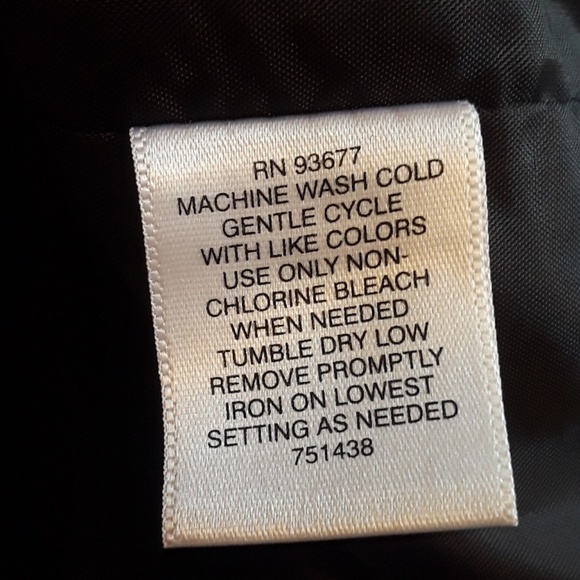 RN 93677
MACHINE WASH COLD
GENTLE CYCLE
WITH LIKE COLORS
USE ONLY NON-
CHLORINE BLEACH
WHEN NEEDED
TUMBLE DRY LOW
REMOVE PROMPTLY
IRON ON LOWEST
SETTING AS NEEDED
751438